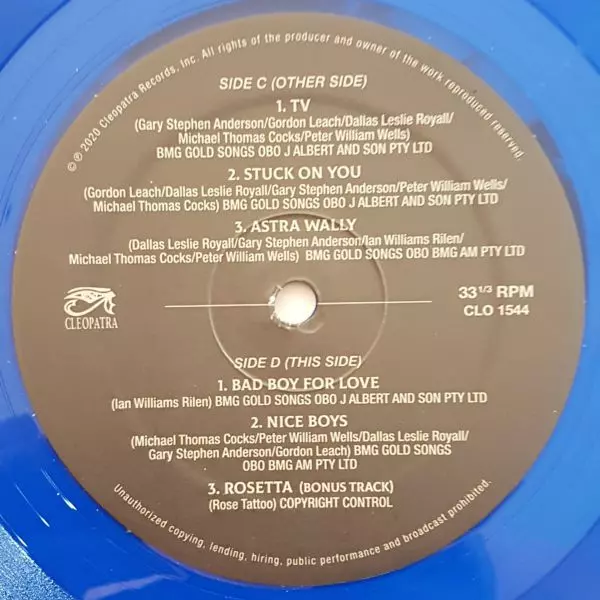 © ℗ 2020 Cleopatra Records, Inc. All rights of the producer and owner of the work reproduced reserved.
SIDE C (OTHER SIDE)
1. TV
(Gary Stephen Anderson/Gordon Leach/Dallas Leslie Royall/
Michael Thomas Cocks/Peter William Wells)
BMG GOLD SONGS OBO J ALBERT AND SON PTY LTD
2. STUCK ON YOU
(Gordon Leach/Dallas Leslie Royall/Gary Stephen Anderson/Peter William Wells/
Michael Thomas Cocks) BMG GOLD SONGS OBO J ALBERT AND SON PTY LTD
3. ASTRA WALLY
(Dallas Leslie Royall/Gary Stephen Anderson/Ian Williams Rilen/
Michael Thomas Cocks/Peter William Wells) BMG GOLD SONGS OBO BMG AM PTY LTD
CLEOPATRA
33 1/3 RPM
CLO 1544
SIDE D (THIS SIDE)
1. BAD BOY FOR LOVE
(Ian Williams Rilen) BMG GOLD SONGS OBO J ALBERT AND SON PTY LTD
2. NICE BOYS
(Michael Thomas Cocks/Peter William Wells/Dallas Leslie Royall/
Gary Stephen Anderson/Gordon Leach) BMG GOLD SONGS
OBO BMG AM PTY LTD
3. ROSETTA (BONUS TRACK)
(Rose Tattoo) COPYRIGHT CONTROL
Unauthorized copying, lending, hiring, public performance and broadcast prohibited.